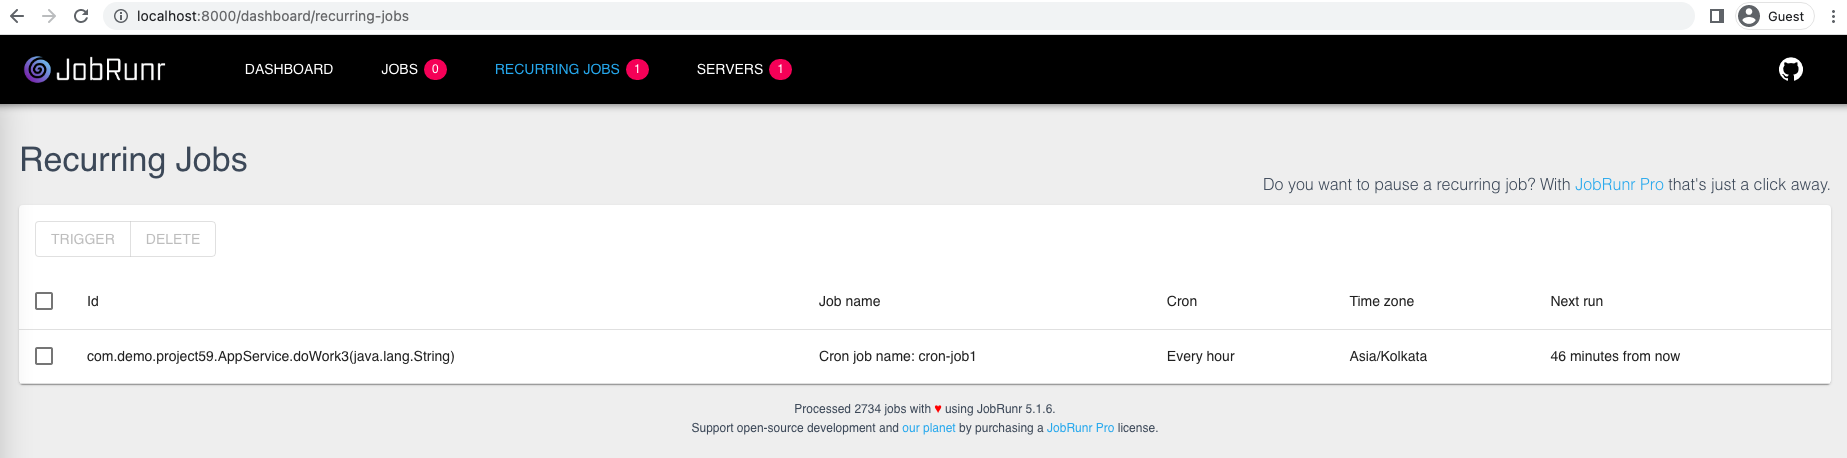 localhost:8000/dashboard/recurring-jobs
Guest
JobRunr
DASHBOARD
JOBS 0
RECURRING JOBS 1
SERVERS 1
Recurring Jobs
Do you want to pause a recurring job? With JobRunr Pro that's just a click away.
TRIGGER DELETE
Id Job name Cron Time zone Next run
com.demo.project59.AppService.doWork3(java.lang.String) Cron job name: cron-job1 Every hour Asia/Kolkata 46 minutes from now
Processed 2734 jobs with ♥ using JobRunr 5.1.6.
Support open-source development and our planet by purchasing a JobRunr Pro license.